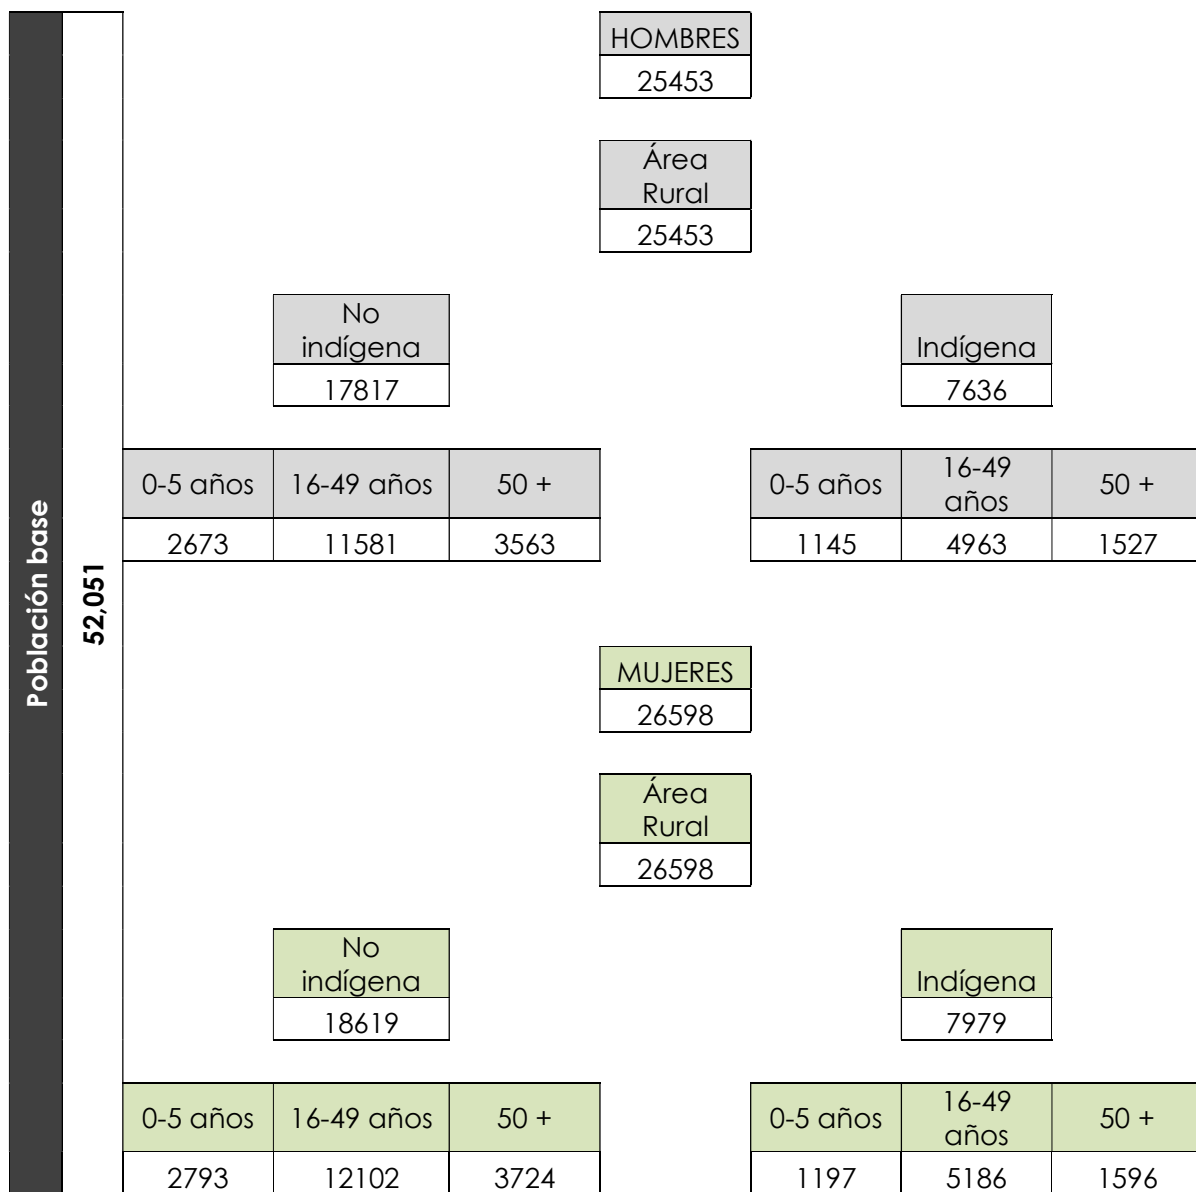 Población base
52,051
HOMBRES
25453
Área
Rural
25453
No
indígena
17817
Indígena
7636
0-5 años 16-49 años 50 +
2673 11581 3563
0-5 años 16-49
años 50 +
1145 4963 1527
MUJERES
26598
Área
Rural
26598
No
indígena
18619
Indígena
7979
0-5 años 16-49 años 50 +
2793 12102 3724
0-5 años 16-49
años 50 +
1197 5186 1596